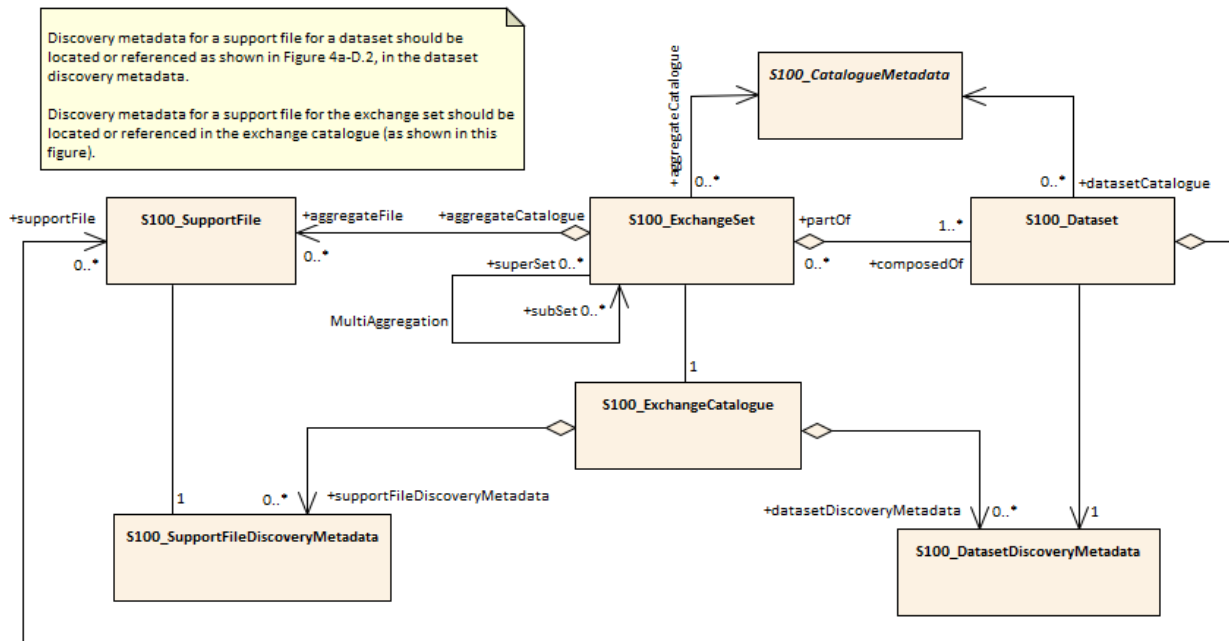 Discovery metadata for a support file for a dataset should be
located or referenced as shown in Figure 4a-D.2, in the dataset
discovery metadata.
Discovery metadata for a support file for the exchange set should be
located or referenced in the exchange catalogue (as shown in this
figure).
S100_CatalogueMetadata
+aggregateCatalogue
0..*
0..*
+datasetCatalogue
+supportFile
0..*
S100_SupportFile
+aggregateFile
0..*
+aggregateCatalogue
S100_ExchangeSet
+partOf
0..*
1..*
+composedOf
S100_Dataset
+superSet 0..*
+subSet 0..*
MultiAggregation
1
S100_ExchangeCatalogue
1
0..*
+supportFileDiscoveryMetadata
+datasetDiscoveryMetadata
0..*
1
S100_SupportFileDiscoveryMetadata
S100_DatasetDiscoveryMetadata